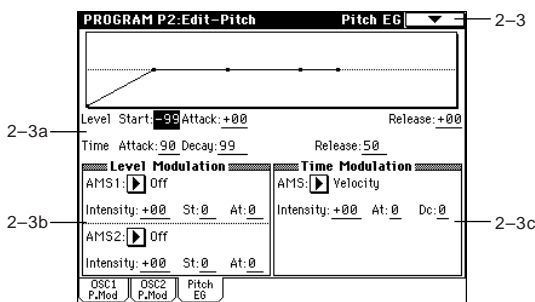 PROGRAM P2:Edit-Pitch Pitch EG
2–3
Level Start:-99 Attack:+00 Release:+00
2–3a
Time Attack:90 Decay:99 Release:50
Level Modulation Time Modulation
AMS1: Off AMS: Velocity
Intensity:+00 St:0 At:0 Intensity:+00 At:0 Dc:0
2–3b
2–3c
AMS2: Off
Intensity:+00 St:0 At:0
OSC1 P.Mod OSC2 P.Mod Pitch EG